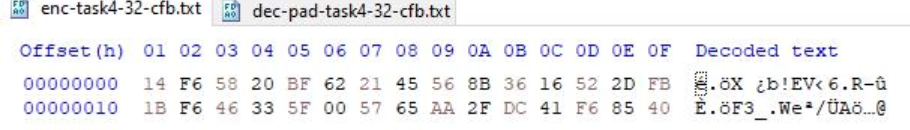 enc-task4-32-cfb.txt dec-pad-task4-32-cfb.txt
Offset(h) 01 02 03 04 05 06 07 08 09 0A 0B 0C 0D 0E 0F Decoded text
00000000 14 F6 58 20 BF 62 21 45 56 8B 36 16 52 2D FB .öX ¿b!EV‹6.R-û
00000010 1B F6 46 33 5F 00 57 65 AA 2F DC 41 F6 85 40 È.öF3_.Weª/ÜAö…@